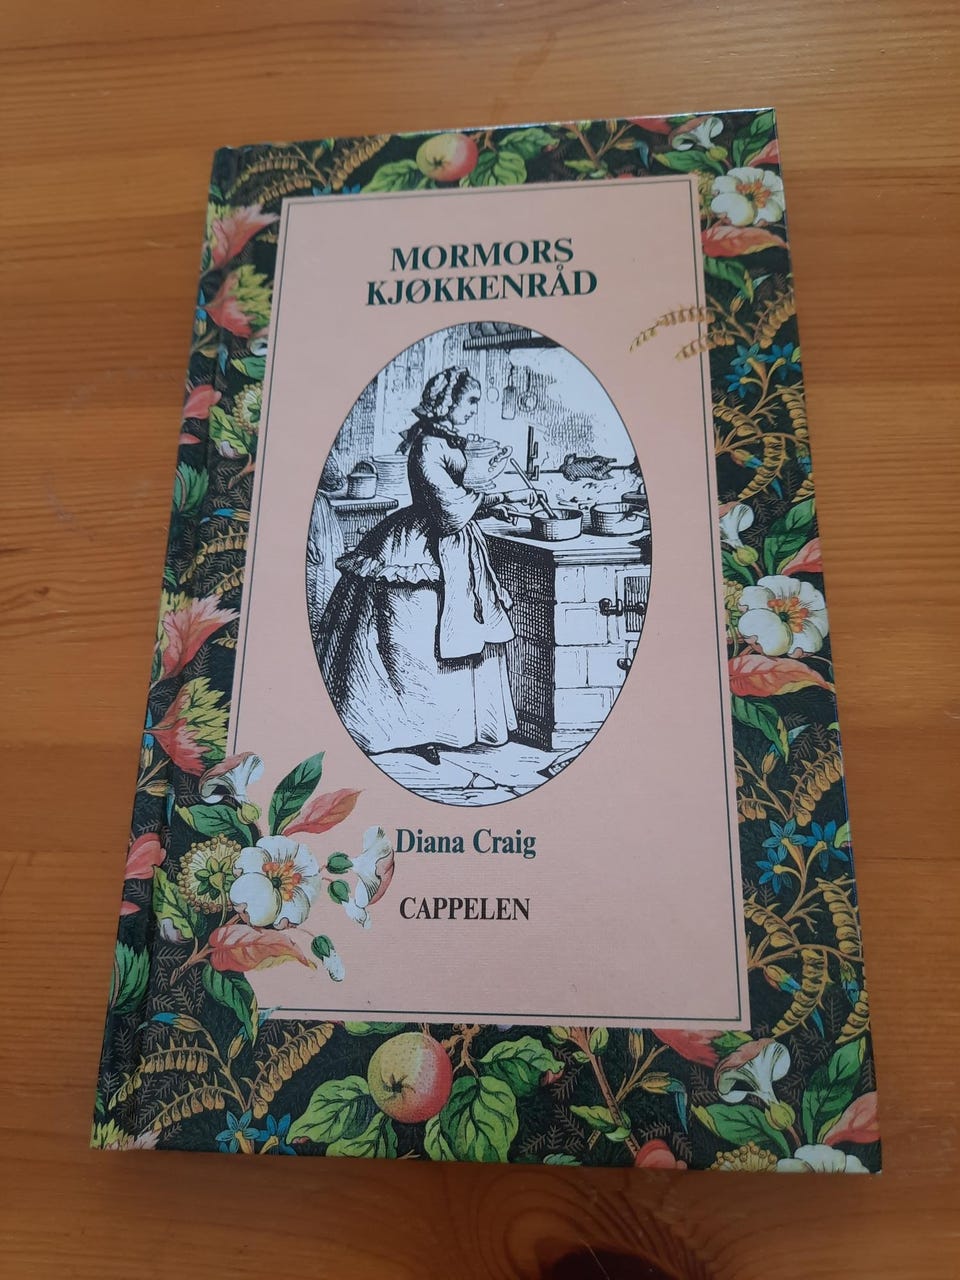 MORMORS
KJØKKENRÅD
Diana Craig
CAPPELEN